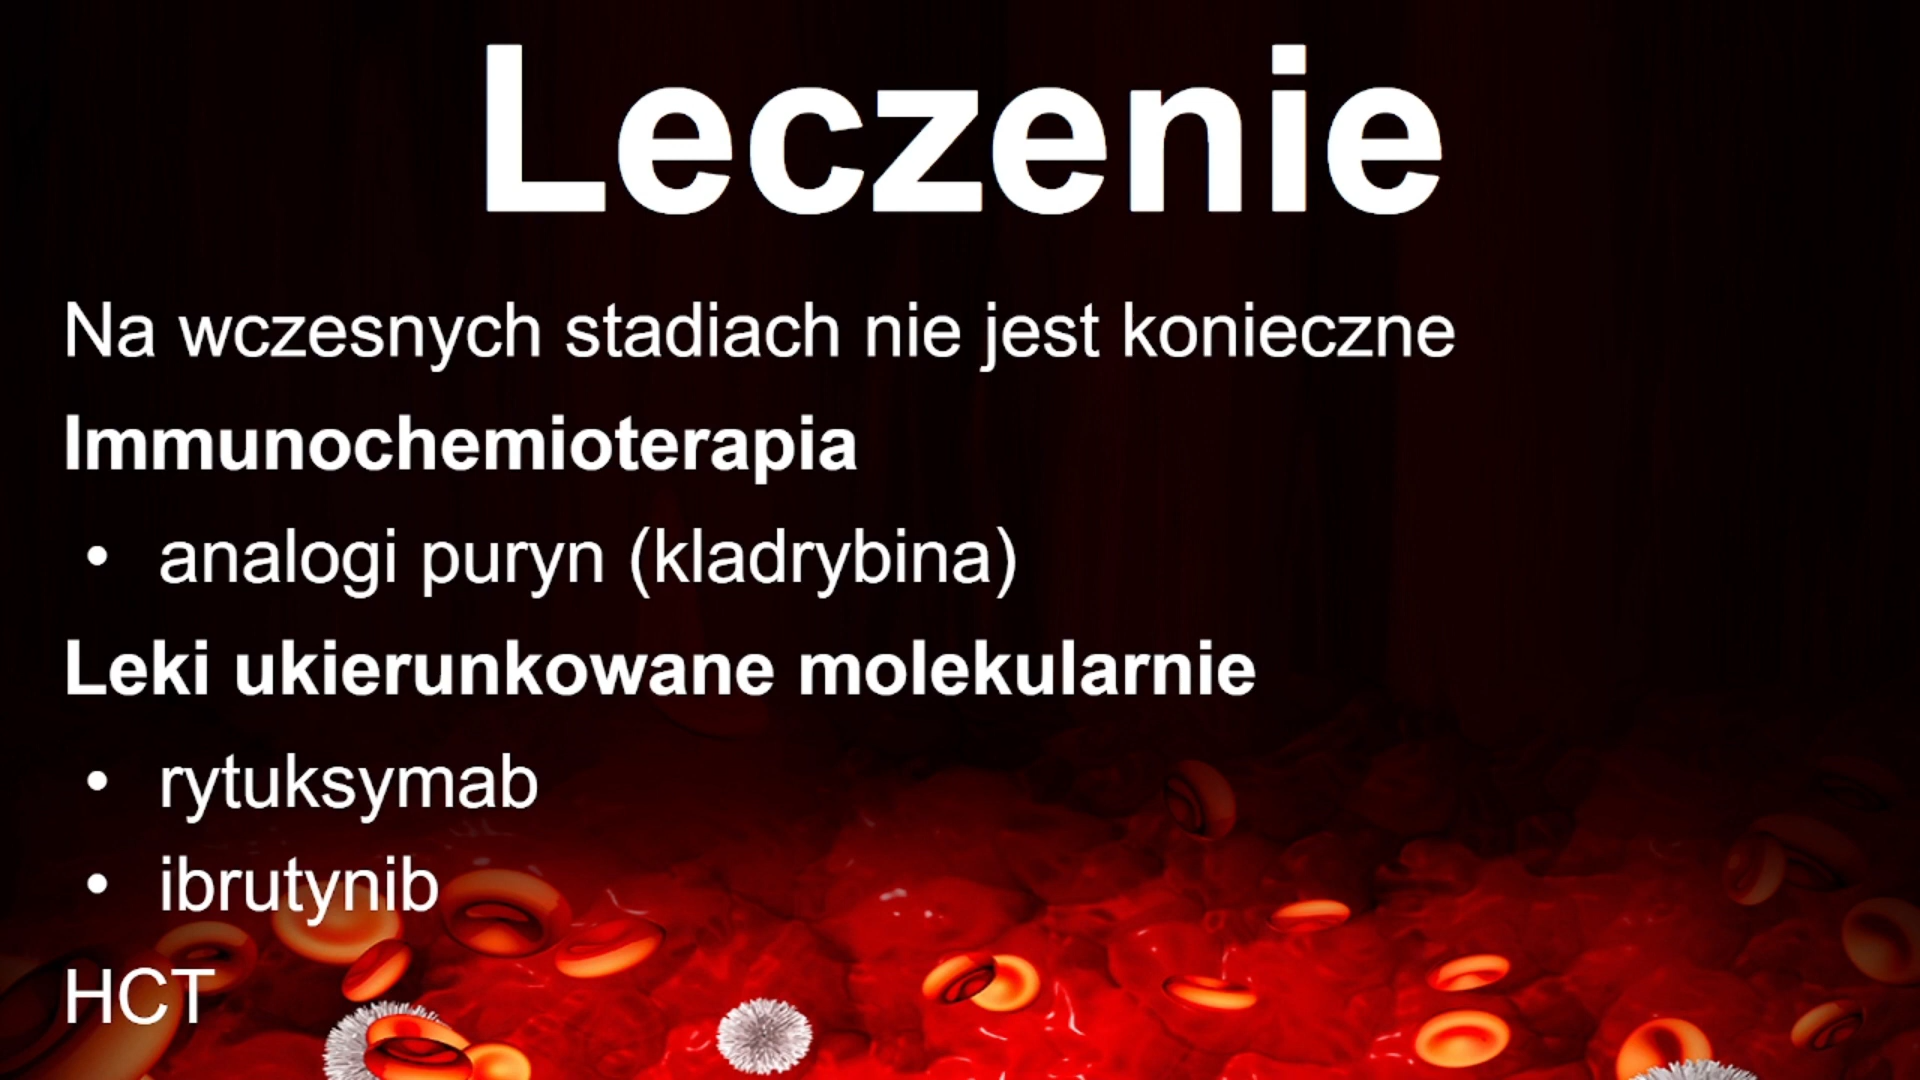 Leczenie
Na wczesnych stadiach nie jest konieczne
Immunochemioterapia
• analogi puryn (kladrybina)
Leki ukierunkowane molekularnie
• rytuksymab
• ibrutynib
HCT